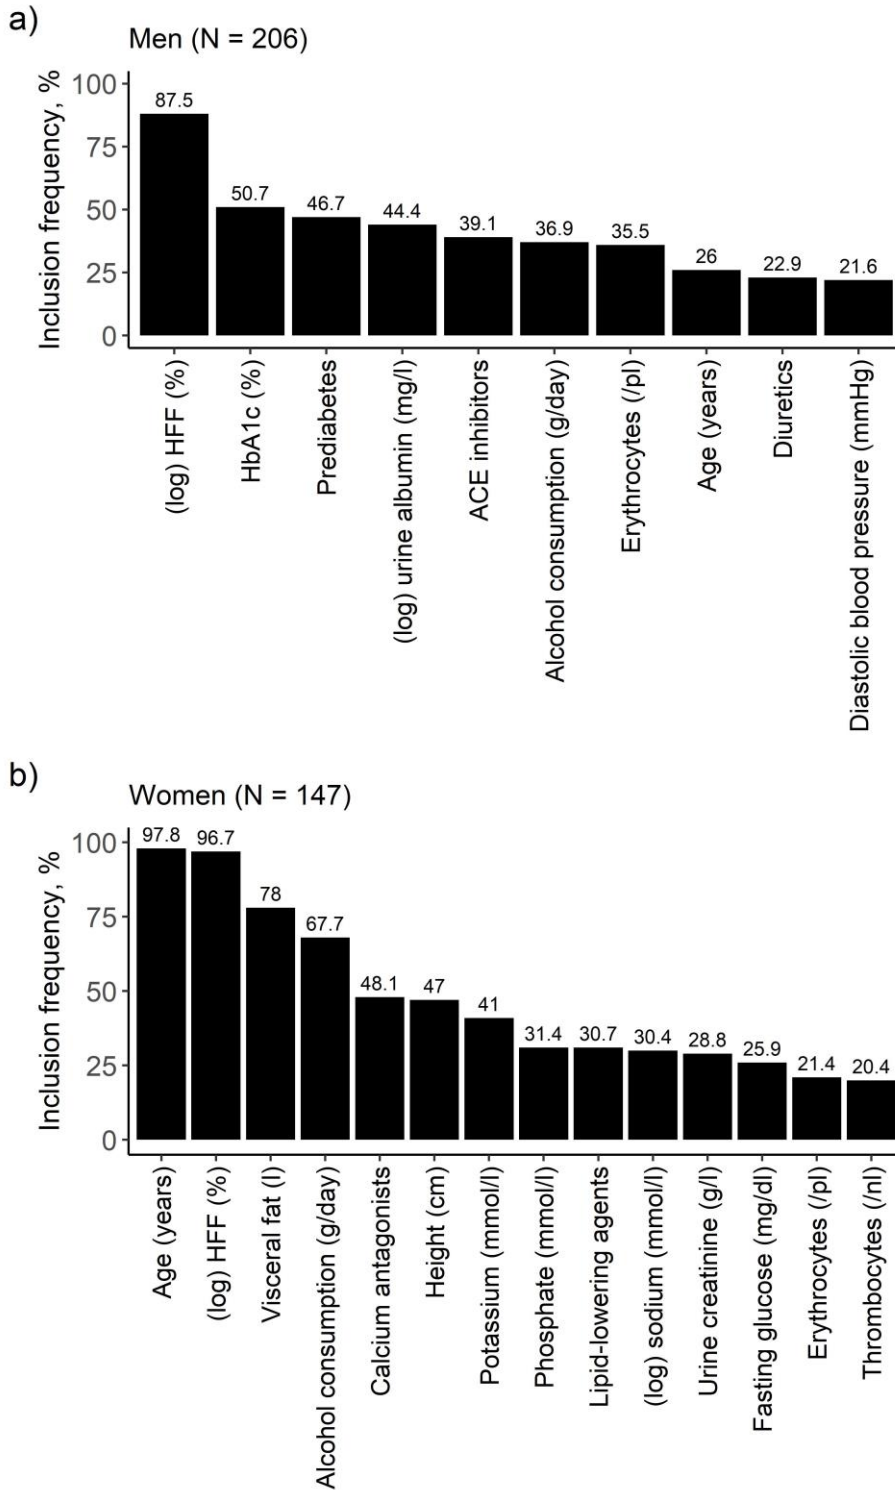 a)
Men (N = 206)
Inclusion frequency, %
100
75
50
25
0
87.5
50.7
46.7
44.4
39.1
36.9
35.5
26
22.9
21.6
(log) HFF (%)
HbA1c (%)
Prediabetes
(log) urine albumin (mg/l)
ACE inhibitors
Alcohol consumption (g/day)
Erythrocytes (/pl)
Age (years)
Diuretics
Diastolic blood pressure (mmHg)
b)
Women (N = 147)
Inclusion frequency, %
100
75
50
25
0
97.8
96.7
78
67.7
48.1
47
41
31.4
30.7
30.4
28.8
25.9
21.4
20.4
Age (years)
(log) HFF (%)
Visceral fat (l)
Alcohol consumption (g/day)
Calcium antagonists
Height (cm)
Potassium (mmol/l)
Phosphate (mmol/l)
Lipid-lowering agents
(log) sodium (mmol/l)
Urine creatinine (g/l)
Fasting glucose (mg/dl)
Erythrocytes (/pl)
Thrombocytes (/nl)